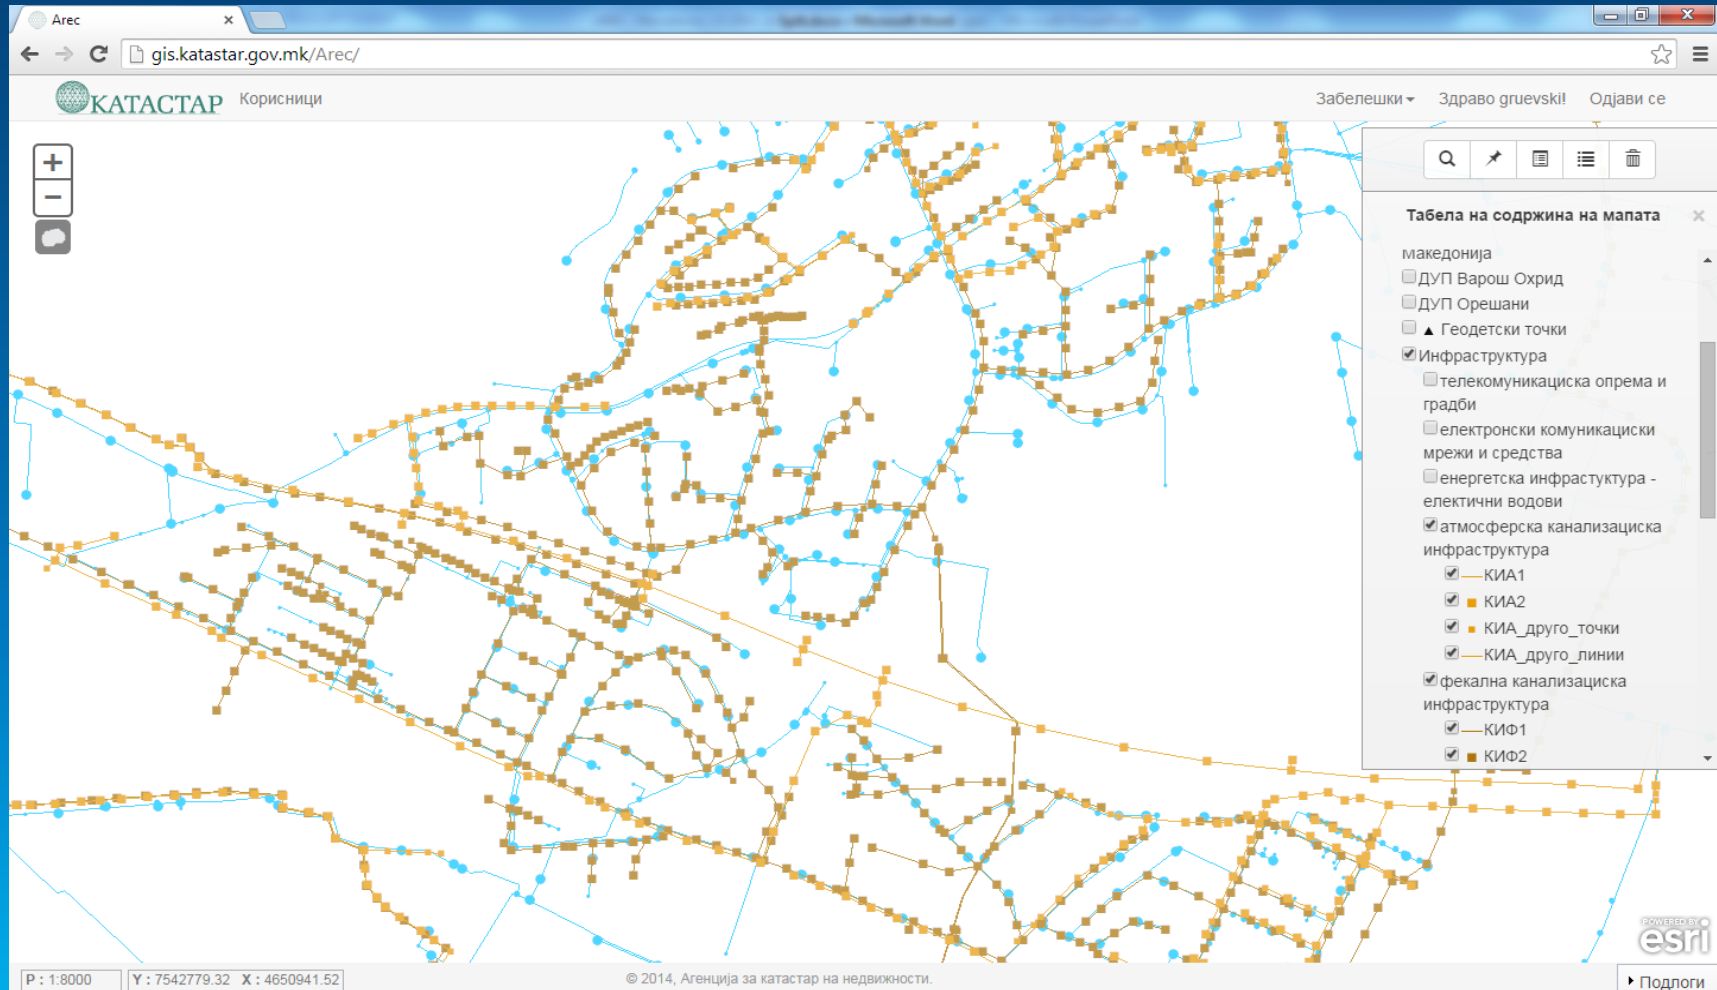 Arec
gis.katastar.gov.mk/Arec/
КАТАСТАР Корисници Забелешки Здраво gruevski! Одјави се
+
−
Табела на содржина на мапата ×
Македонија
ДУП Варош Охрид
ДУП Орешани
Геодетски точки
Инфраструктура
телекомуникациска опрема и
градби
електронски комуникациски
мрежи и средства
енергетска инфрастуктура -
електични водови
атмосферска канализациска
инфраструктура
КИА1
КИА2
КИА_друго_точки
КИА_друго_линии
фекална канализациска
инфраструктура
КИФ1
КИФ2
POWERED BY
esri
Р : 1:8000 Y : 7542779.32 X : 4650941.52 © 2014, Агенција за катастар на недвижности.
Подлоги